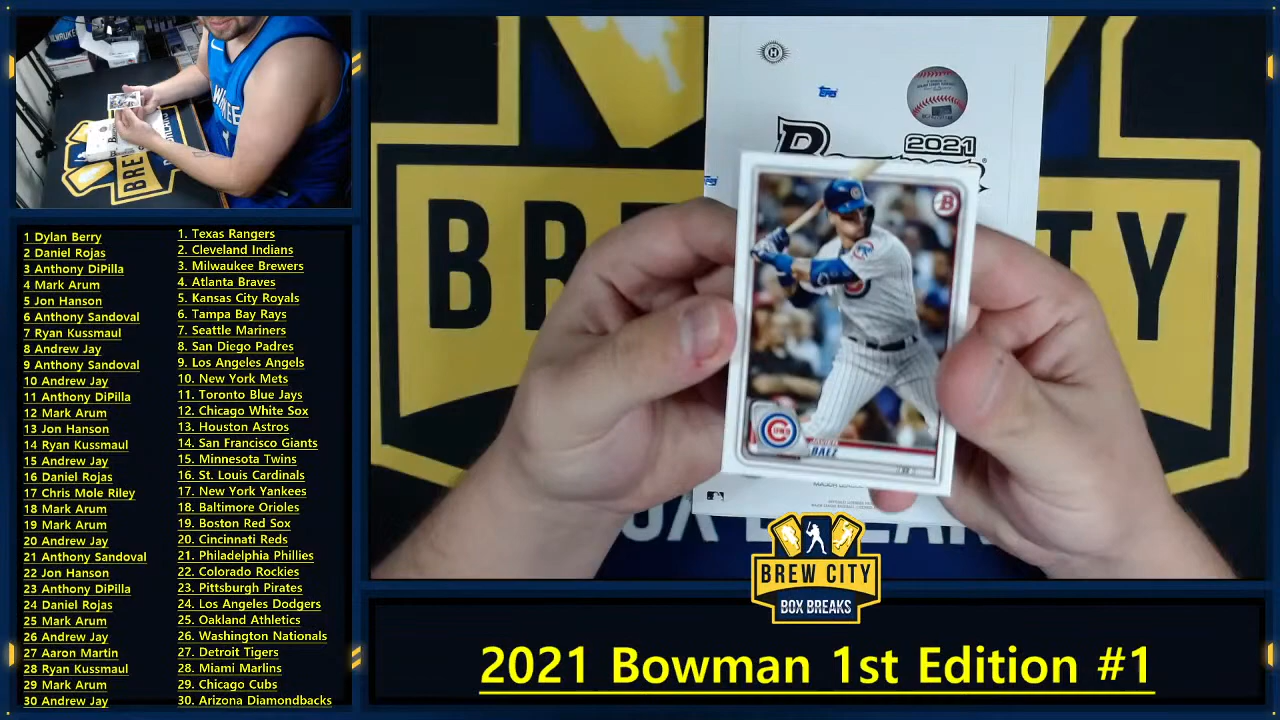 1 Dylan Berry
2 Daniel Rojas
3 Anthony DiPilla
4 Mark Arum
5 Jon Hanson
6 Anthony Sandoval
7 Ryan Kussmaul
8 Andrew Jay
9 Anthony Sandoval
10 Andrew Jay
11 Anthony DiPilla
12 Mark Arum
13 Jon Hanson
14 Ryan Kussmaul
15 Andrew Jay
16 Daniel Rojas
17 Chris Mole Riley
18 Mark Arum
19 Mark Arum
20 Andrew Jay
21 Anthony Sandoval
22 Jon Hanson
23 Anthony DiPilla
24 Daniel Rojas
25 Mark Arum
26 Andrew Jay
27 Aaron Martin
28 Ryan Kussmaul
29 Mark Arum
30 Andrew Jay
1. Texas Rangers
2. Cleveland Indians
3. Milwaukee Brewers
4. Atlanta Braves
5. Kansas City Royals
6. Tampa Bay Rays
7. Seattle Mariners
8. San Diego Padres
9. Los Angeles Angels
10. New York Mets
11. Toronto Blue Jays
12. Chicago White Sox
13. Houston Astros
14. San Francisco Giants
15. Minnesota Twins
16. St. Louis Cardinals
17. New York Yankees
18. Baltimore Orioles
19. Boston Red Sox
20. Cincinnati Reds
21. Philadelphia Phillies
22. Colorado Rockies
23. Pittsburgh Pirates
24. Los Angeles Dodgers
25. Oakland Athletics
26. Washington Nationals
27. Detroit Tigers
28. Miami Marlins
29. Chicago Cubs
30. Arizona Diamondbacks
H
Topps
2021
B
BAEZ
BREW CITY
BOX BREAKS
2021 Bowman 1st Edition #1